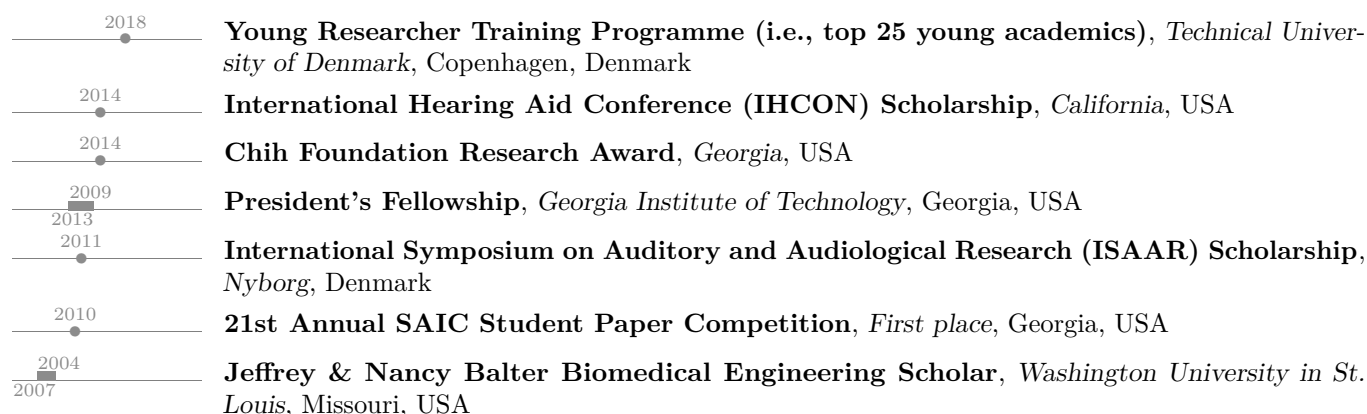 2018
Young Researcher Training Programme (i.e., top 25 young academics), Technical Univer-
sity of Denmark, Copenhagen, Denmark
2014
International Hearing Aid Conference (IHCON) Scholarship, California, USA
2014
Chih Foundation Research Award, Georgia, USA
2009
President's Fellowship, Georgia Institute of Technology, Georgia, USA
2013
2011
International Symposium on Auditory and Audiological Research (ISAAR) Scholarship,
Nyborg, Denmark
2010
21st Annual SAIC Student Paper Competition, First place, Georgia, USA
2004
Jeffrey & Nancy Balter Biomedical Engineering Scholar, Washington University in St.
2007
Louis, Missouri, USA